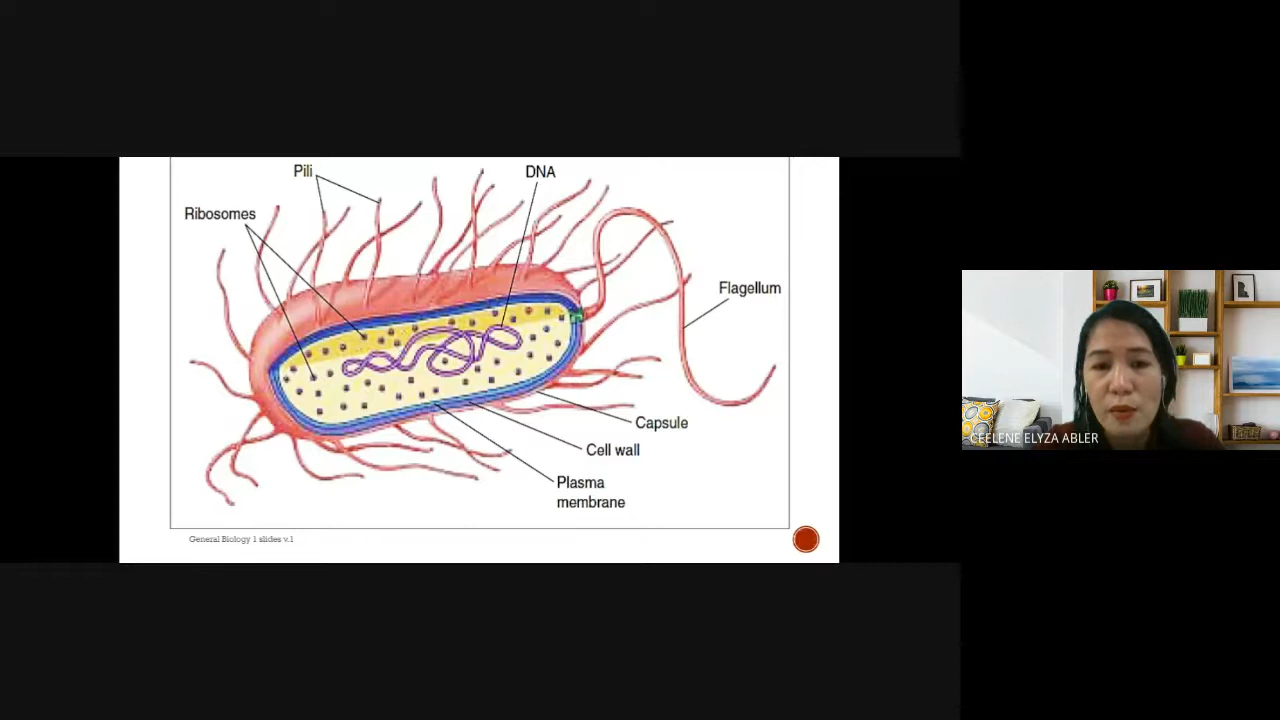 Pili
DNA
Ribosomes
Flagellum
Capsule
Cell wall
Plasma
membrane
General Biology 1 slides v.1
CEELENE ELYZA ABLER